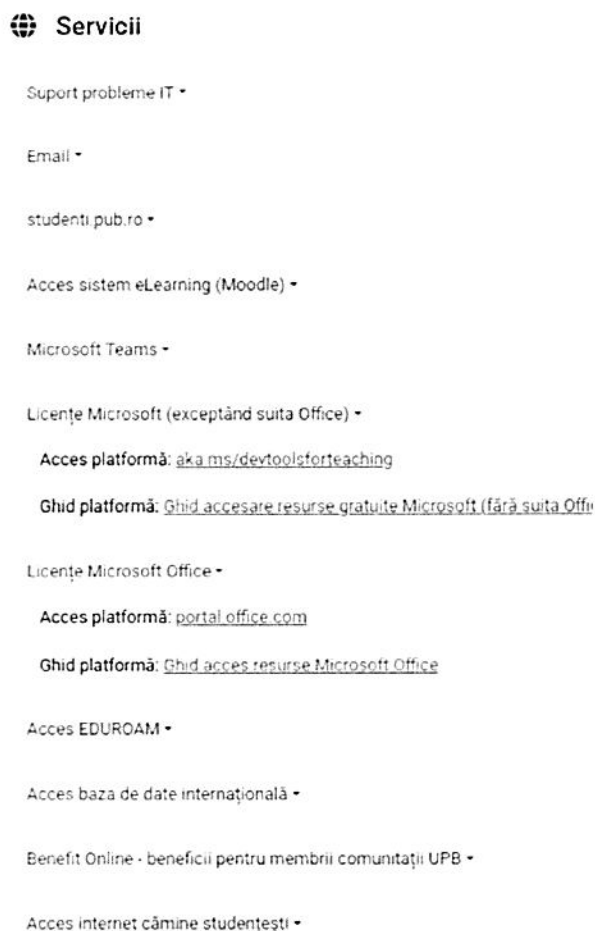 Servicii
Suport probleme IT
Email
studenti.pub.ro
Acces sistem eLearning (Moodle)
Microsoft Teams
Licențe Microsoft (exceptând suita Office)
Acces platformă: aka.ms/devtoolsforteaching
Ghid platformă: Ghid accesare resurse gratuite Microsoft (fără suita Offi
Licențe Microsoft Office
Acces platformă: portal.office.com
Ghid platformă: Ghid acces resurse Microsoft Office
Acces EDUROAM
Acces baza de date internațională
Benefit Online - beneficii pentru membrii comunitații UPB
Acces internet cămine studentești